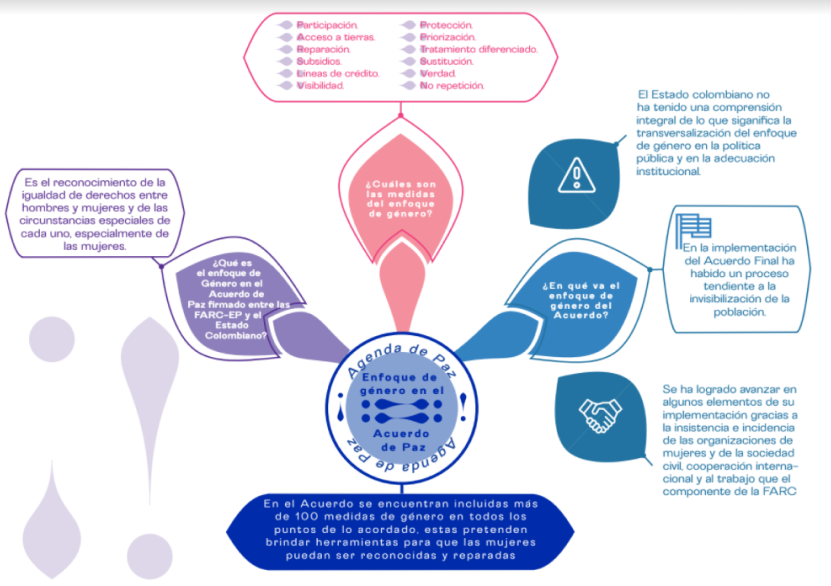 Participación.
Acceso a tierras.
Reparación.
Subsidios.
Líneas de crédito.
Visibilidad.
Protección.
Priorización.
Tratamiento diferenciado.
Sustitución.
Verdad.
No repetición.
¿Cuáles son
las medidas
del enfoque
de género?
Es el reconocimiento de la
igualdad de derechos entre
hombres y mujeres y de las
circunstancias especiales de
cada uno, especialmente de
las mujeres.
¿Qué es
el enfoque de
Género en el
Acuerdo de
Paz firmado entre las
FARC-EP y el
Estado
Colombiano?
El Estado colombiano no
ha tenido una comprensión
integral de lo que siganifica la
transversalización del enfoque
de género en la política
pública y en la adecuación
institucional.
¿En qué va el
enfoque de
género del
Acuerdo?
En la implementación
del Acuerdo Final ha
habido un proceso
tendiente a la
invisibilización de la
población.
Se ha logrado avanzar en
algunos elementos de su
implementación gracias a
la insistencia e incidencia
de las organizaciones de
mujeres y de la sociedad
civil, cooperación interna-
cional y al trabajo que el
componente de la FARC
Agenda de Paz
Enfoque de
género en el
Acuerdo
de Paz
Agenda de Paz
En el Acuerdo se encuentran incluidas más
de 100 medidas de género en todos los
puntos de lo acordado, estas pretenden
brindar herramientas para que las mujeres
puedan ser reconocidas y reparadas